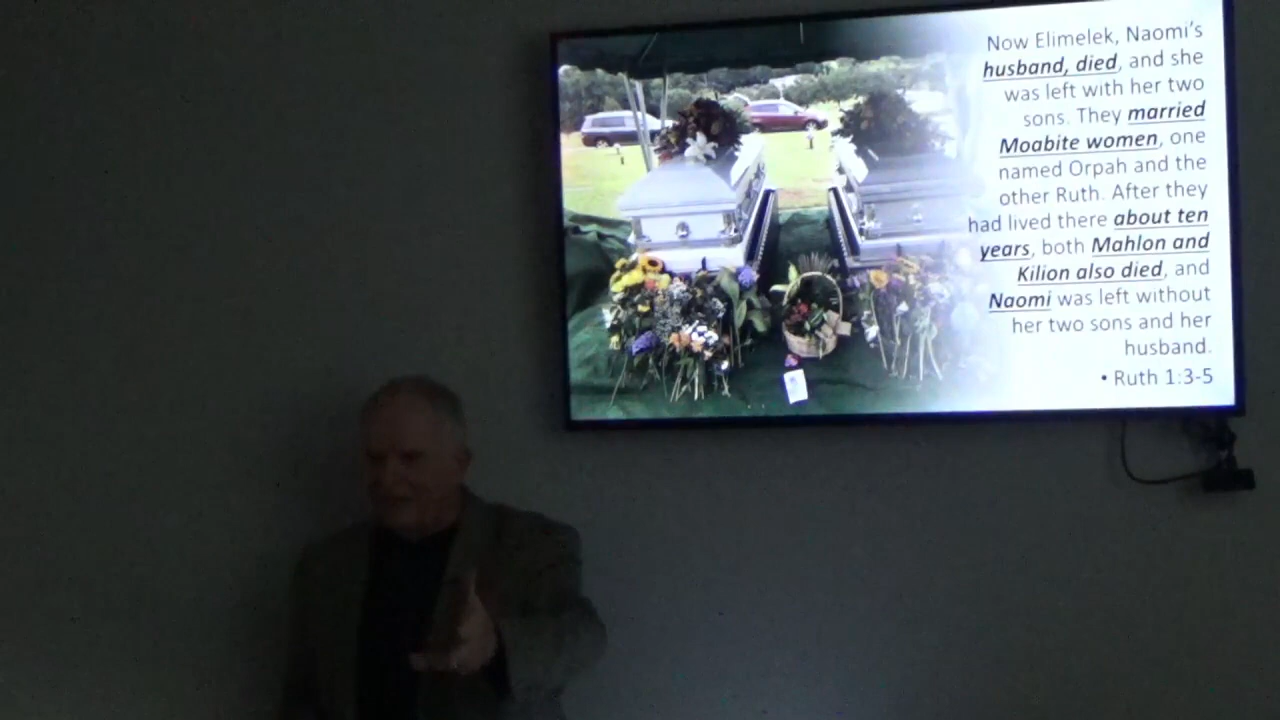 Now Elimelek, Naomi's
husband, died, and she
was left with her two
sons. They married
Moabite women, one
named Orpah and the
other Ruth. After they
had lived there about ten
years, both Mahlon and
Kilion also died, and
Naomi was left without
her two sons and her
husband.
• Ruth 1:3-5